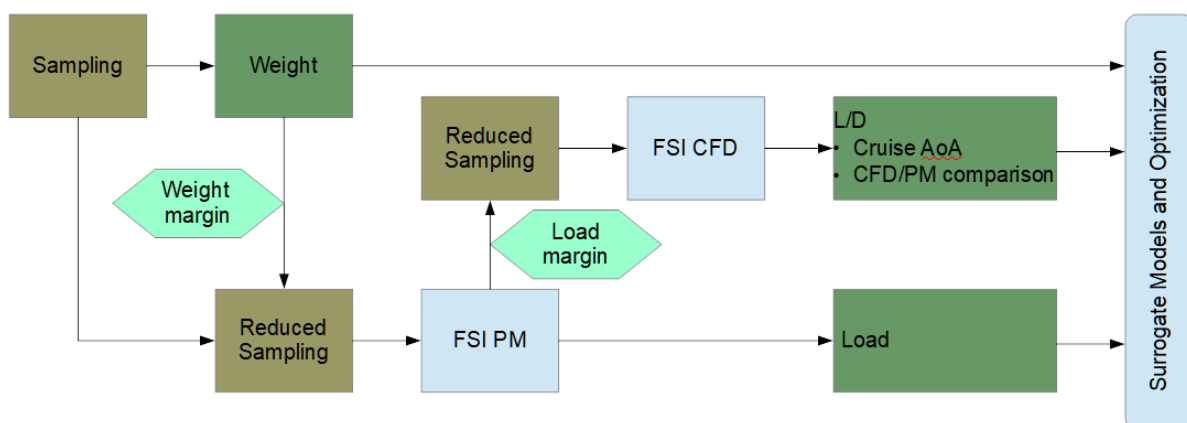 Sampling
Weight
Reduced
Sampling
FSI CFD
L/D
• Cruise AoA
• CFD/PM comparison
Weight
margin
Load
margin
Reduced
Sampling
FSI PM
Load
Surrogate Models and Optimization